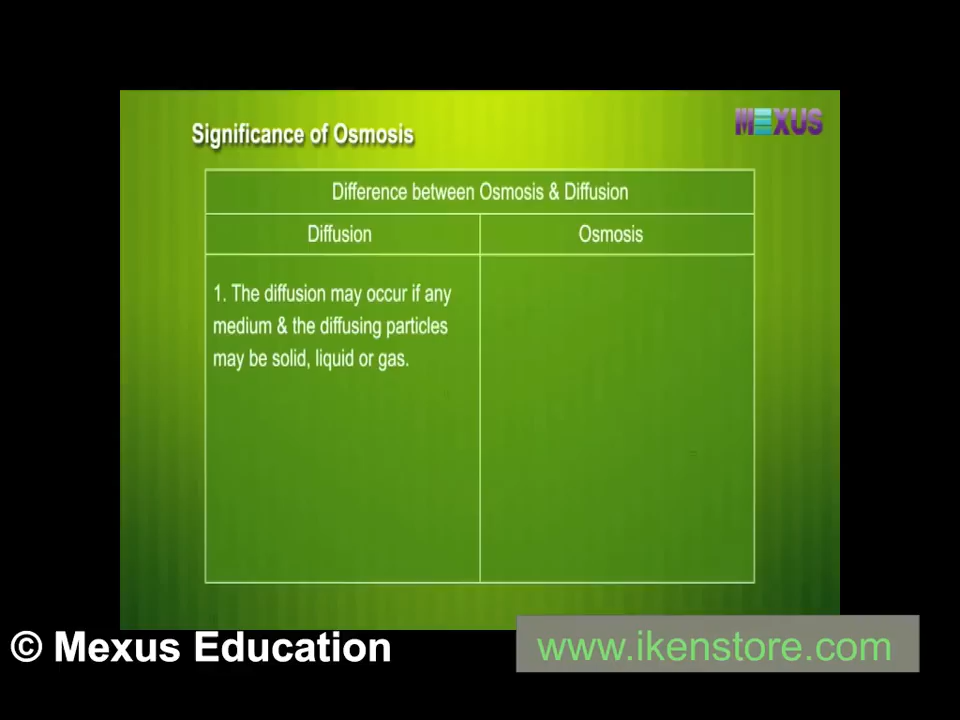 Significance of Osmosis
MEXUS
Difference between Osmosis & Diffusion
Diffusion
Osmosis
1. The diffusion may occur if any
medium & the diffusing particles
may be solid, liquid or gas.
© Mexus Education
www.ikenstore.com